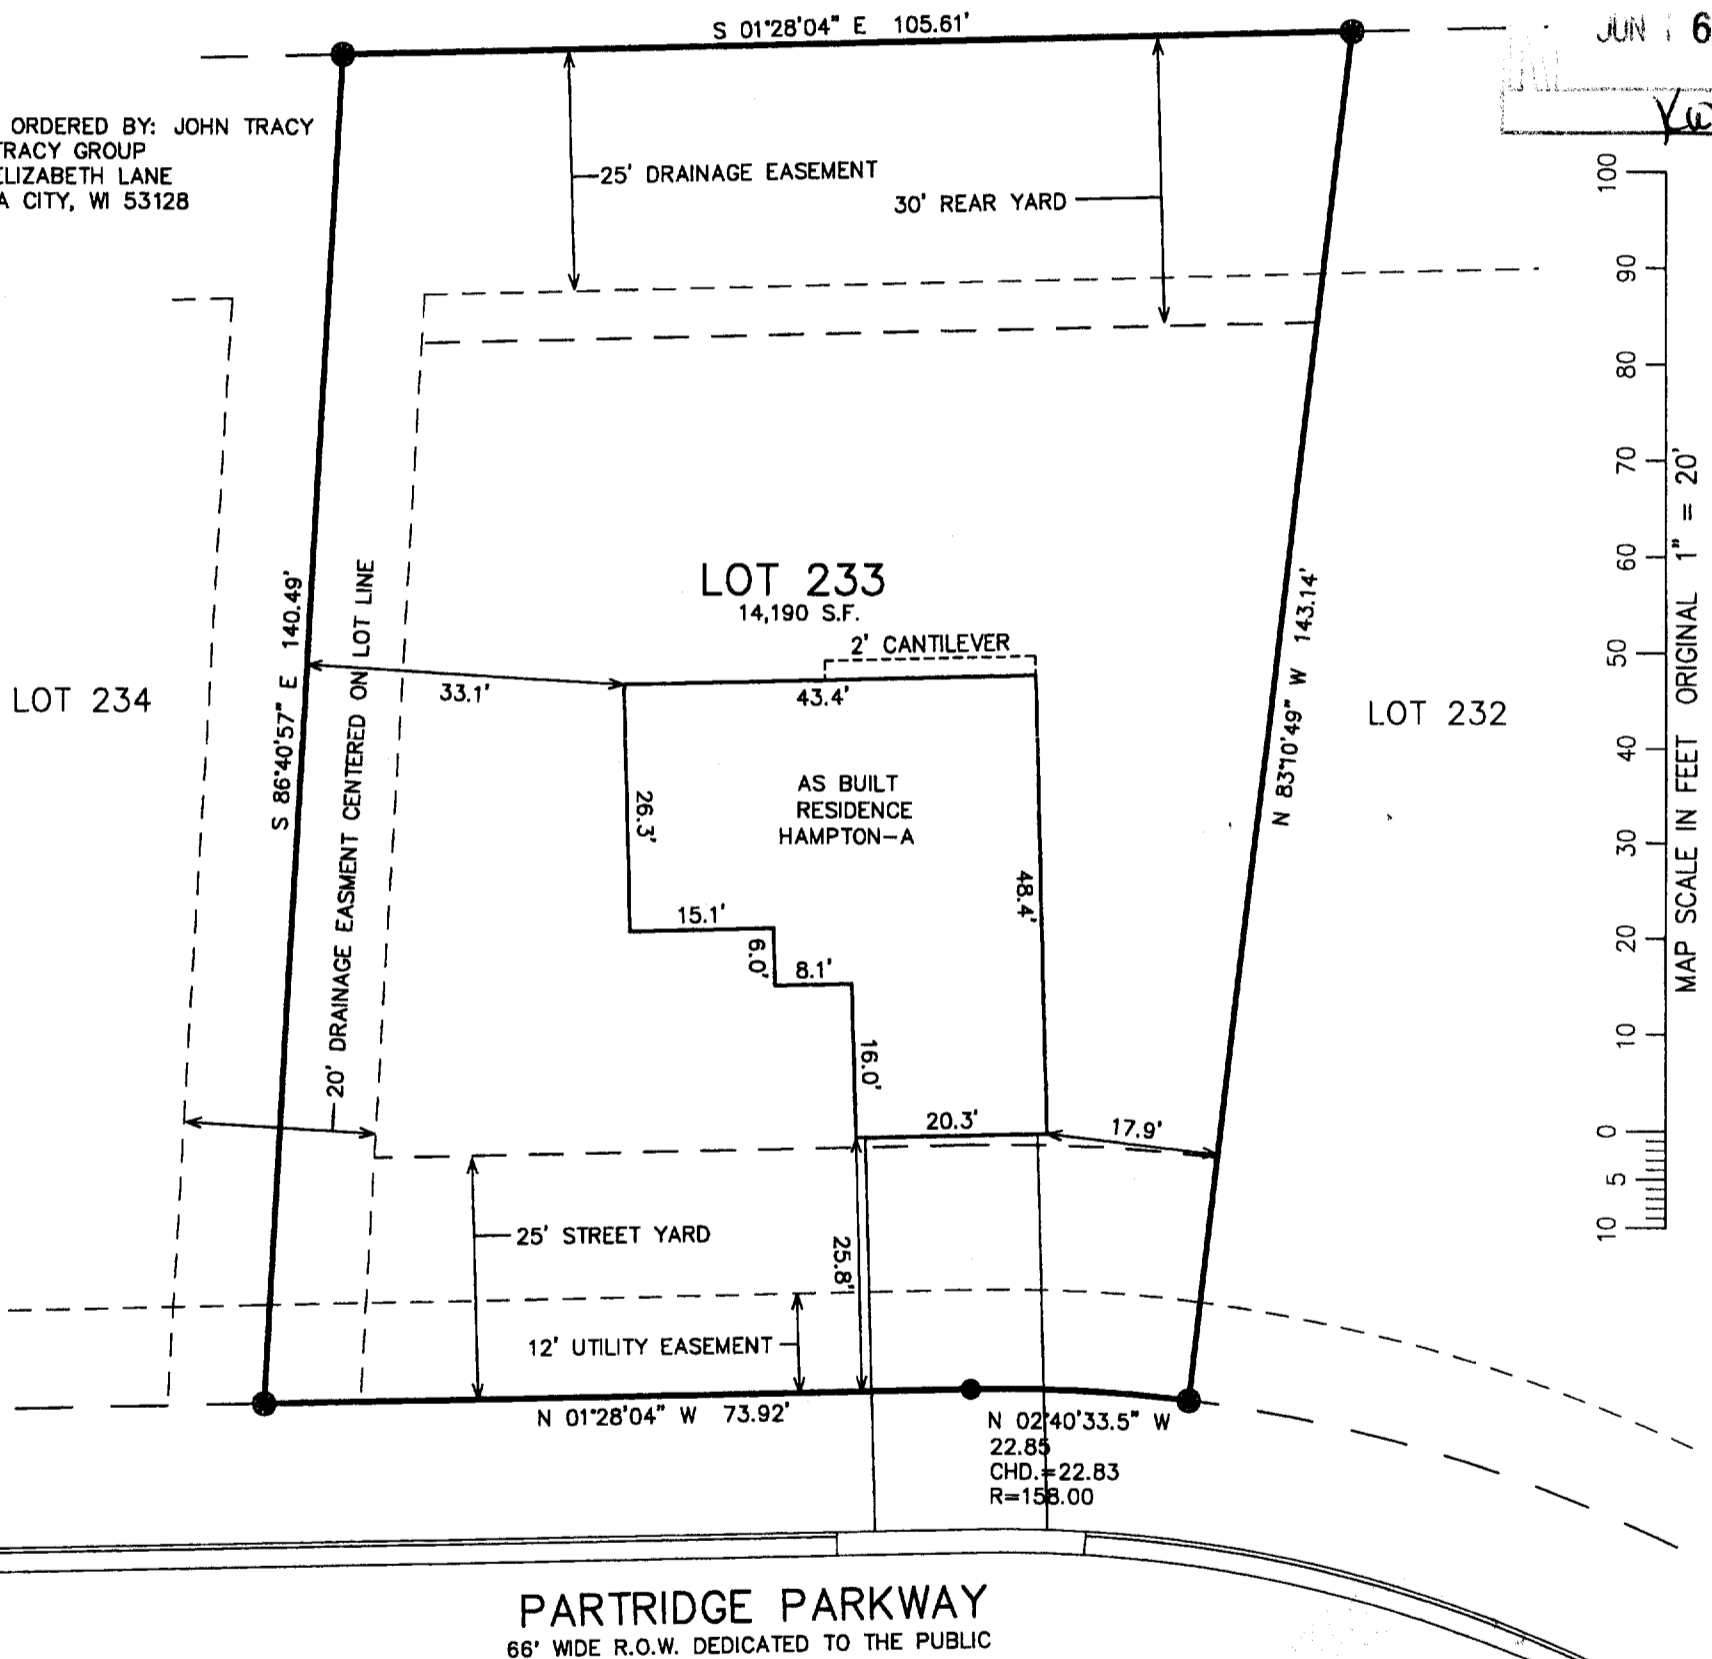 S 01°28'04" E 105.61'
JUN 6
ORDERED BY: JOHN TRACY
TRACY GROUP
ELIZABETH LANE
A CITY, WI 53128
25' DRAINAGE EASEMENT
30' REAR YARD
LOT 233
14,190 S.F.
2' CANTILEVER
43.4'
33.1'
LOT 234
LOT 232
S 86°40'57" E 140.49'
20' DRAINAGE EASMENT CENTERED ON LOT LINE
N 83°10'49" W 143.14'
AS BUILT
RESIDENCE
HAMPTON-A
26.3'
48.4'
15.1'
6.0'
8.1'
16.0'
20.3'
17.9'
25' STREET YARD
25.8'
12' UTILITY EASEMENT
N 01°28'04" W 73.92'
N 02°40'33.5" W
22.85
CHD.=22.83
R=158.00
PARTRIDGE PARKWAY
66' WIDE R.O.W. DEDICATED TO THE PUBLIC
100
90
80
70
60
50
40
30
20
10
0
5
10
MAP SCALE IN FEET ORIGINAL 1" = 20'